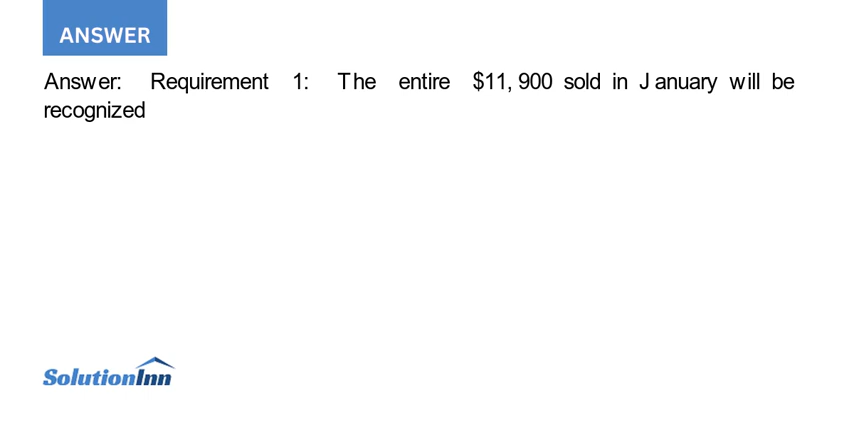 ANSWER
Answer: Requirement 1: The entire $11, 900 sold in January will be
recognized
SolutionInn